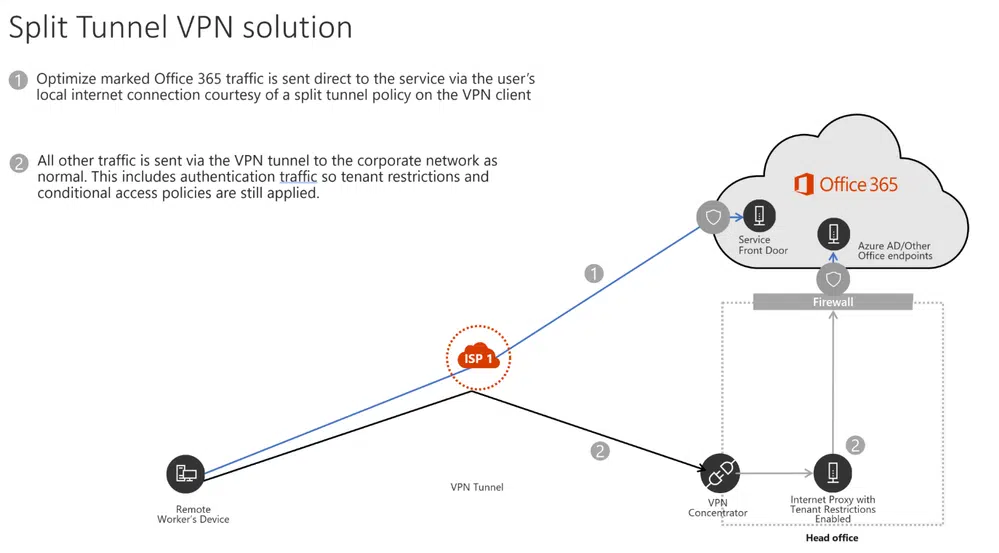 Split Tunnel VPN solution
1 Optimize marked Office 365 traffic is sent direct to the service via the user's
local internet connection courtesy of a split tunnel policy on the VPN client
2 All other traffic is sent via the VPN tunnel to the corporate network as
normal. This includes authentication traffic so tenant restrictions and
conditional access policies are still applied.
Office 365
Service
Front Door
Azure AD/Other
Office endpoints
1
Firewall
ISP 1
2
2
VPN Tunnel
Remote
Worker's Device
VPN
Concentrator
Internet Proxy with
Tenant Restrictions
Enabled
Head office